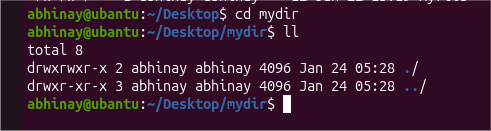 abhinay@ubuntu:~/Desktop$ cd mydir
abhinay@ubuntu:~/Desktop/mydir$ ll
total 8
drwxrwxr-x 2 abhinay abhinay 4096 Jan 24 05:28 ./
drwxr-xr-x 3 abhinay abhinay 4096 Jan 24 05:28 ../
abhinay@ubuntu:~/Desktop/mydir$